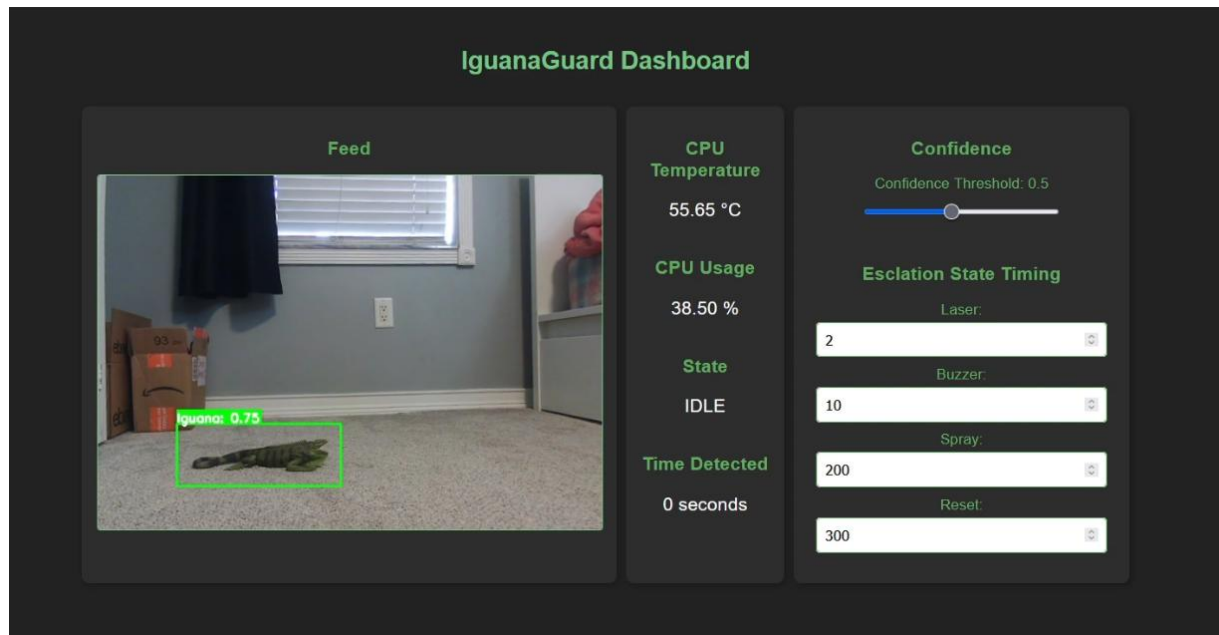 IguanaGuard Dashboard
Feed
93
Iguana: 0.75
CPU
Temperature
55.65 °C
CPU Usage
38.50 %
State
IDLE
Time Detected
0 seconds
Confidence
Confidence Threshold: 0.5
Esclation State Timing
Laser:
2
Buzzer:
10
Spray:
200
Reset:
300